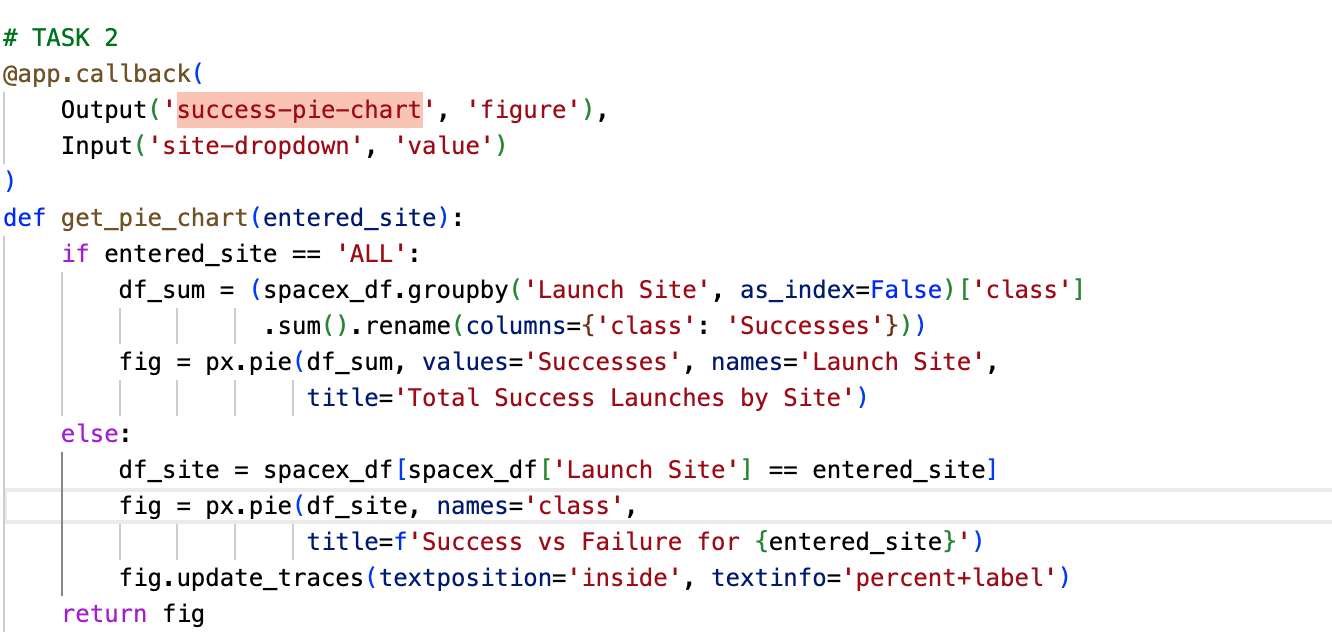 # TASK 2
@app.callback(
    Output('success-pie-chart', 'figure'),
    Input('site-dropdown', 'value')
)
def get_pie_chart(entered_site):
    if entered_site == 'ALL':
        df_sum = (spacex_df.groupby('Launch Site', as_index=False)['class']
                  .sum().rename(columns={'class': 'Successes'}))
        fig = px.pie(df_sum, values='Successes', names='Launch Site',
                     title='Total Success Launches by Site')
    else:
        df_site = spacex_df[spacex_df['Launch Site'] == entered_site]
        fig = px.pie(df_site, names='class',
                     title=f'Success vs Failure for {entered_site}')
        fig.update_traces(textposition='inside', textinfo='percent+label')
    return fig